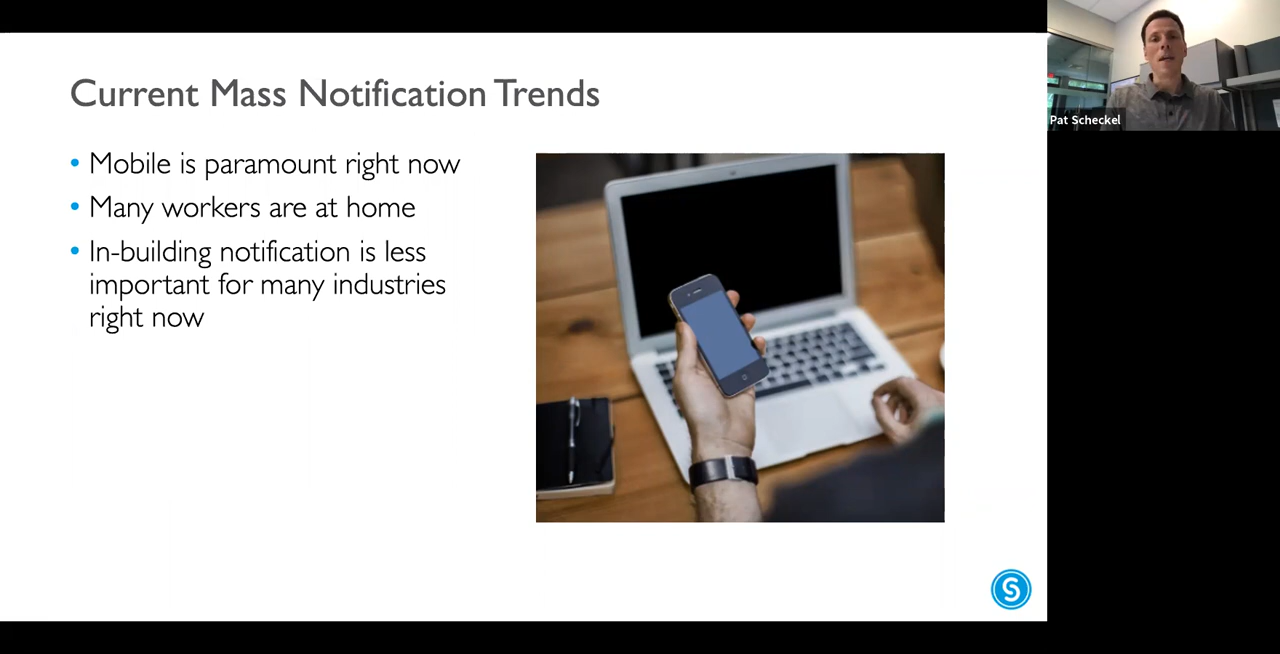 Current Mass Notification Trends
• Mobile is paramount right now
• Many workers are at home
• In-building notification is less
important for many industries
right now
Pat Scheckel
S